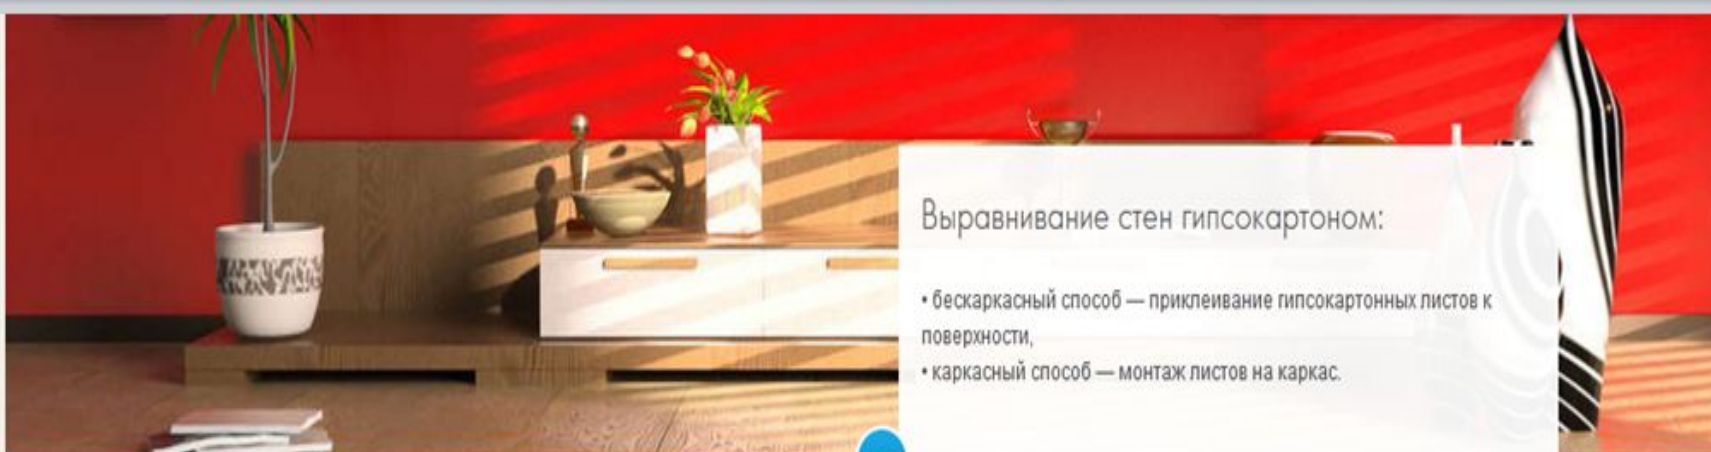 Выравнивание стен гипсокартоном:
• бескаркасный способ — приклеивание гипсокартонных листов к
поверхности,
• каркасный способ — монтаж листов на каркас.